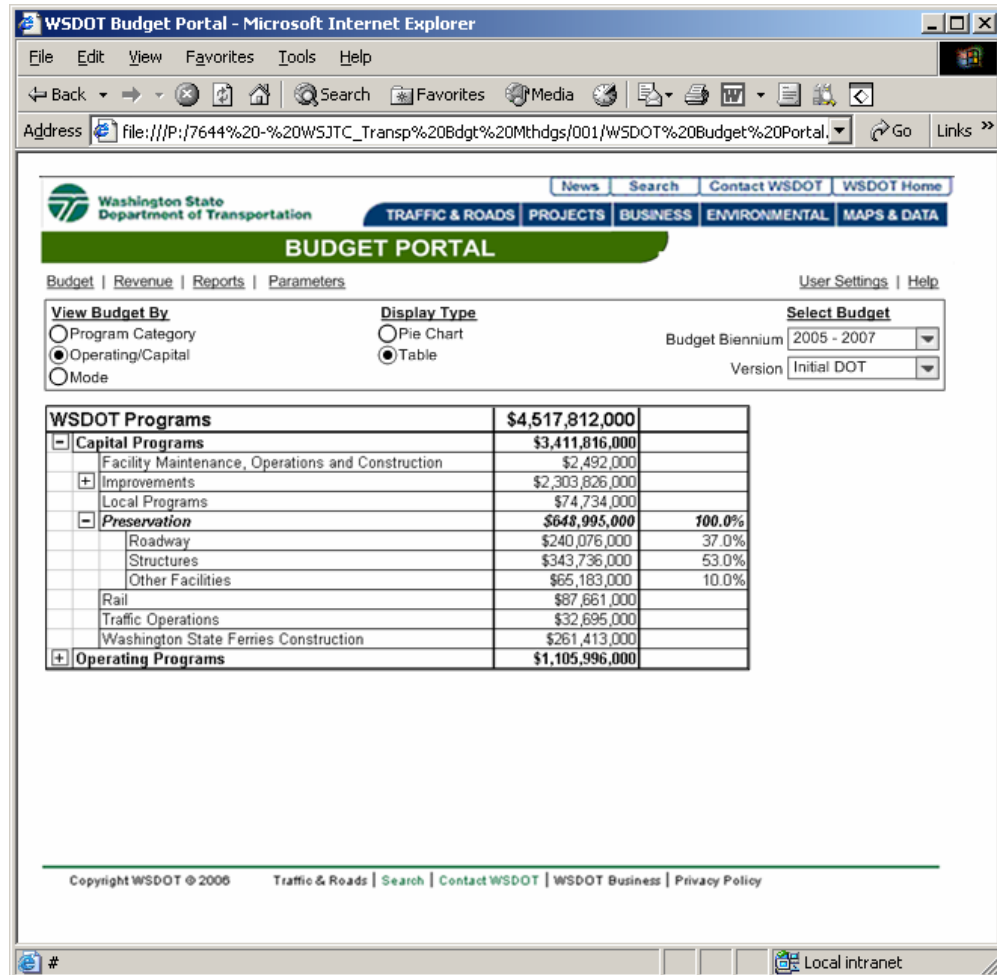 WSDOT Budget Portal - Microsoft Internet Explorer
File Edit View Favorites Tools Help
Back Search Favorites Media
Address file:///P:/7644%20-%20WSJTC_Transp%20Bdgt%20Mthdgs/001/WSDOT%20Budget%20Portal. Go Links »
News Search Contact WSDOT WSDOT Home
Washington State
Department of Transportation
TRAFFIC & ROADS PROJECTS BUSINESS ENVIRONMENTAL MAPS & DATA
BUDGET PORTAL
Budget | Revenue | Reports | Parameters User Settings | Help
View Budget By Display Type Select Budget
Program Category Pie Chart Budget Biennium 2005 - 2007
Operating/Capital Table Version Initial DOT
Mode
WSDOT Programs $4,517,812,000
- Capital Programs $3,411,816,000
Facility Maintenance, Operations and Construction $2,492,000
+ Improvements $2,303,826,000
Local Programs $74,734,000
- Preservation $648,995,000 100.0%
Roadway $240,076,000 37.0%
Structures $343,736,000 53.0%
Other Facilities $65,183,000 10.0%
Rail $87,661,000
Traffic Operations $32,695,000
Washington State Ferries Construction $261,413,000
+ Operating Programs $1,105,996,000
Copyright WSDOT © 2006 Traffic & Roads | Search | Contact WSDOT | WSDOT Business | Privacy Policy
# Local intranet